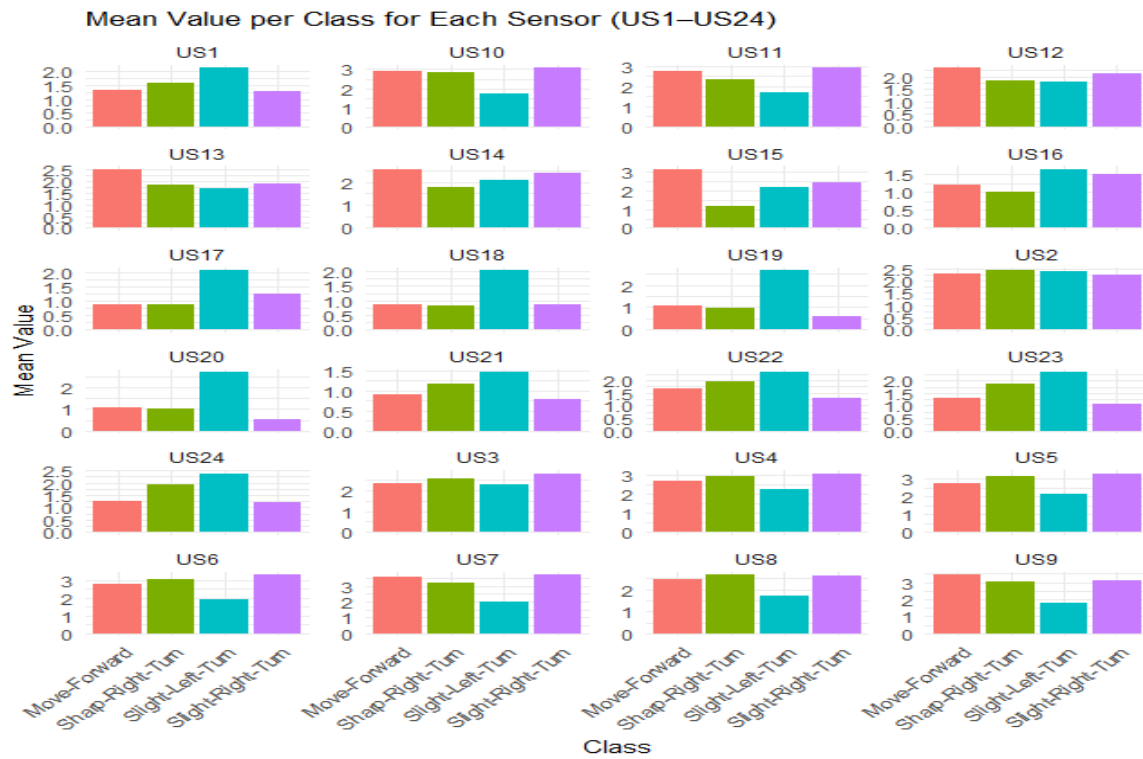 Mean Value per Class for Each Sensor (US1–US24)
US1 US10 US11 US12
2.0 1.5 1.0 0.5 0.0
3 2 1 0
3 2 1 0
2.0 1.5 1.0 0.5 0.0
US13 US14 US15 US16
2.5 2.0 1.5 1.0 0.5 0.0
2 1 0
3 2 1 0
1.5 1.0 0.5 0.0
US17 US18 US19 US2
2.0 1.5 1.0 0.5 0.0
2.0 1.5 1.0 0.5 0.0
2 1 0
2.5 2.0 1.5 1.0 0.5 0.0
Mean Value
US20 US21 US22 US23
2 1 0
1.5 1.0 0.5 0.0
2.0 1.5 1.0 0.5 0.0
2.0 1.5 1.0 0.5 0.0
US24 US3 US4 US5
2.5 2.0 1.5 1.0 0.5 0.0
2 1 0
3 2 1 0
3 2 1 0
US6 US7 US8 US9
3 2 1 0
3 2 1 0
2 1 0
3 2 1 0
Move-Forward Sharp-Right-Turn Slight-Left-Turn Slight-Right-Turn
Move-Forward Sharp-Right-Turn Slight-Left-Turn Slight-Right-Turn
Move-Forward Sharp-Right-Turn Slight-Left-Turn Slight-Right-Turn
Move-Forward Sharp-Right-Turn Slight-Left-Turn Slight-Right-Turn
Class